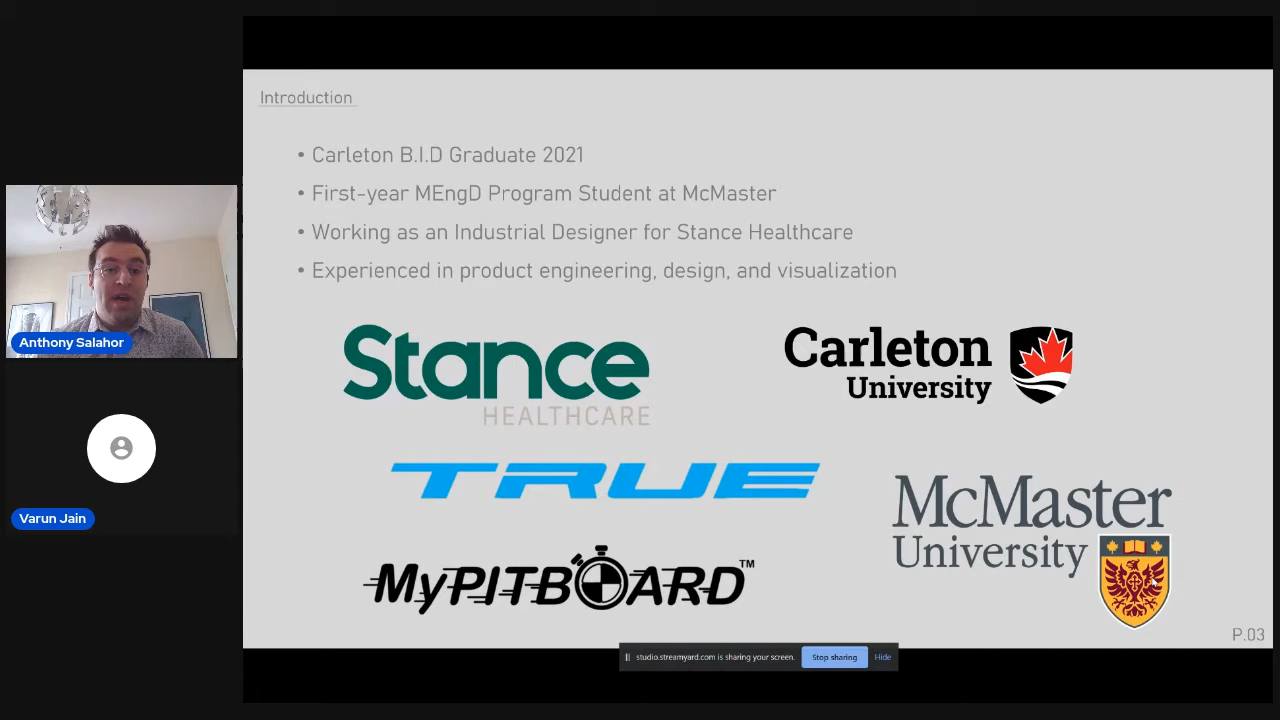 Introduction
• Carleton B.I.D Graduate 2021
• First-year MEngD Program Student at McMaster
• Working as an Industrial Designer for Stance Healthcare
• Experienced in product engineering, design, and visualization
Anthony Salahor
Varun Jain
Stance
HEALTHCARE
Carleton
University
TRUE
McMaster
University
MyPITBOARD™
P.03
studio.streamyard.com is sharing your screen.
Stop sharing
Hide